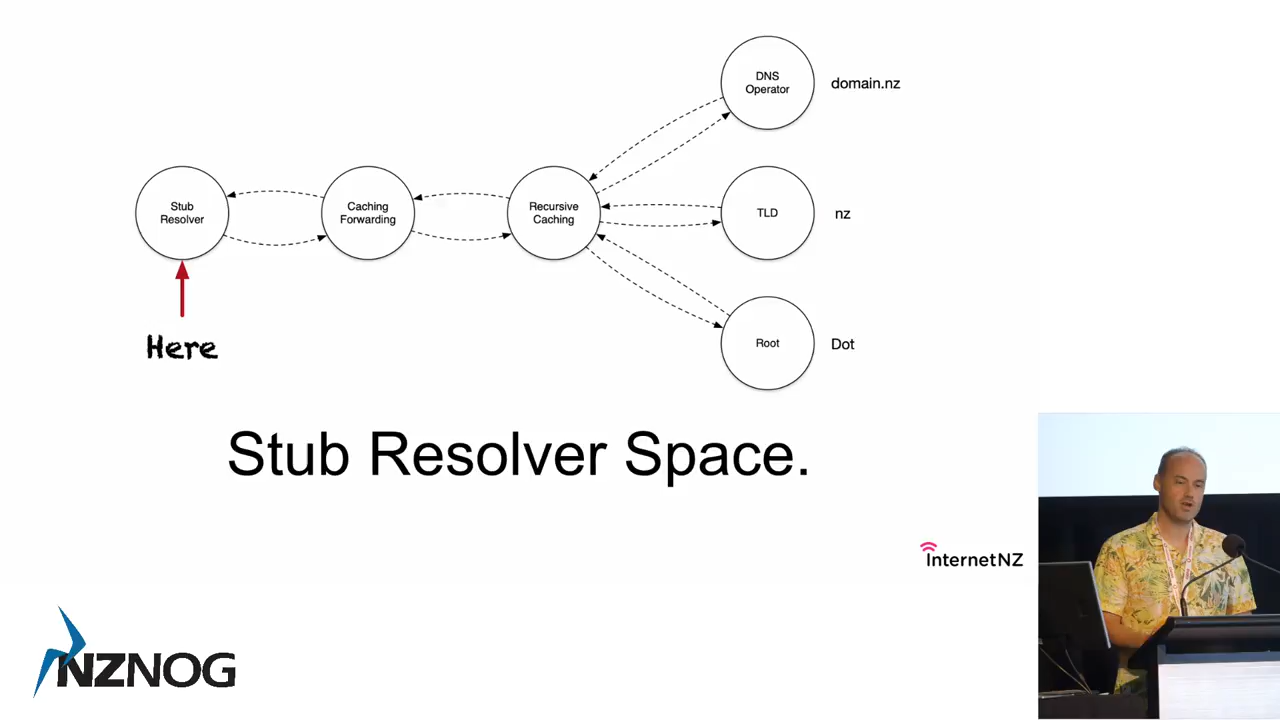 DNS
Operator
domain.nz
Stub
Resolver
Caching
Forwarding
Recursive
Caching
TLD
nz
Here
Root
Dot
Stub Resolver Space.
InternetNZ
NZNOG